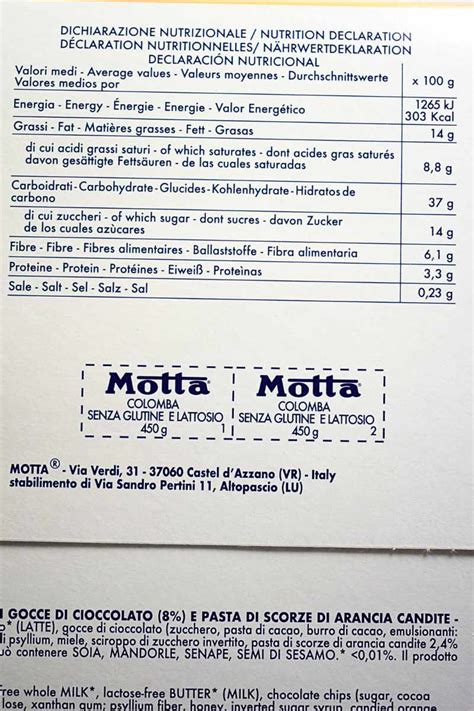 DICHIARAZIONE NUTRIZIONALE / NUTRITION DECLARATION
DÉCLARATION NUTRITIONNELLES/ NÄHRWERTDEKLARATION
DECLARACIÓN NUTRICIONAL
Valori medi - Average values - Valeurs moyennes - Durchschnittswerte
Valores medios por
x 100 g
Energia - Energy - Énergie - Energie - Valor Energético
1265 kJ
303 Kcal
Grassi - Fat - Matières grasses - Fett - Grasas
14 g
di cui acidi grassi saturi - of which saturates - dont acides gras saturés
davon gesättigte Fettsäuren - de las cuales saturadas
8,8 g
Carboidrati - Carbohydrate - Glucides - Kohlenhydrate - Hidratos de
carbono
37 g
di cui zuccheri - of which sugar - dont sucres - davon Zucker
de los cuales azùcares
14 g
Fibre - Fibre - Fibres alimentaires - Ballaststoffe - Fibra alimentaria
6,1 g
Proteine - Protein - Protéines - Eiweiß - Proteìnas
3,3 g
Sale - Salt - Sel - Salz - Sal
0,23 g
Motta
COLOMBA
SENZA GLUTINE E LATTOSIO
450 g 1
Motta
COLOMBA
SENZA GLUTINE E LATTOSIO
450 g 2
MOTTA® - Via Verdi, 31 - 37060 Castel d'Azzano (VR) - Italy
stabilimento di Via Sandro Pertini 11, Altopascio (LU)
GOCCE DI CIOCCOLATO (8%) E PASTA DI SCORZE DI ARANCIA CANDITE -
(LATTE), gocce di cioccolato (zucchero, pasta di cacao, burro di cacao, emulsionanti:
di psyllium, miele, sciroppo di zucchero invertito, pasta di scorze di arancia candite 2,4%
può contenere SOIA, MANDORLE, SENAPE, SEMI DI SESAMO.* <0,01%. Il prodotto
free whole MILK*, lactose-free BUTTER* (MILK), chocolate chips (sugar, cocoa
xanthan gum; psyllium fiber, honey, inverted sugar syrup, candied orange